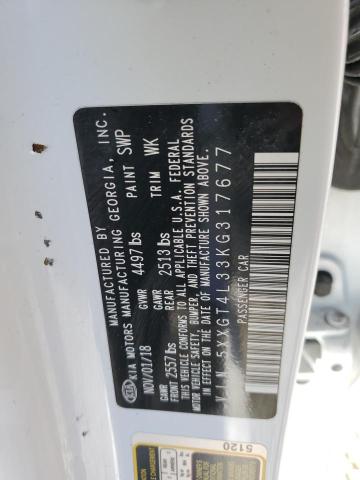 MANUFACTURED BY
KIA MOTORS MANUFACTURING GEORGIA, INC.
KIA
NOV/01/18 GVWR 4497lbs PAINT SWP
GAWR FRONT 2557lbs GAWR REAR 2513lbs TRIM WK
THIS VEHICLE CONFORMS TO ALL APPLICABLE U.S.A. FEDERAL
MOTOR VEHICLE SAFETY, BUMPER, AND THEFT PREVENTION STANDARDS
IN EFFECT ON THE DATE OF MANUFACTURE SHOWN ABOVE.
VIN 5XXGT4L33KG317677
PASSENGER CAR
5120